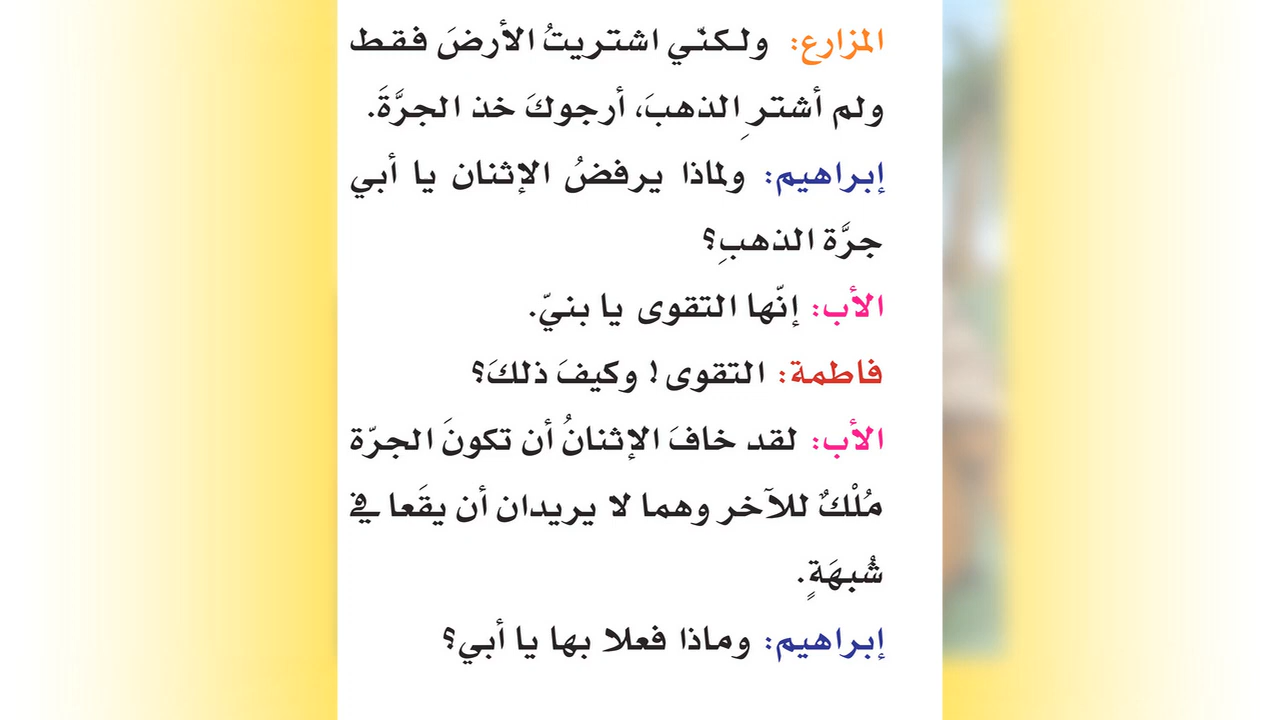 المزارع: ولكنّي اشتريتُ الأرضَ فقط
ولم أشترِ الذهبَ، أرجوكَ خذ الجرَّةَ.
إبراهيم: ولماذا يرفضُ الإثنان يا أبي
جرَّة الذهبِ؟
الأب: إنّها التقوى يا بنيّ.
فاطمة: التقوى! وكيفَ ذلكَ؟
الأب: لقد خافَ الإثنانُ أن تكونَ الجرّة
مُلْكٌ للآخر وهما لا يريدان أن يقَعا في
شُبهَةٍ.
إبراهيم: وماذا فعلا بها يا أبي؟